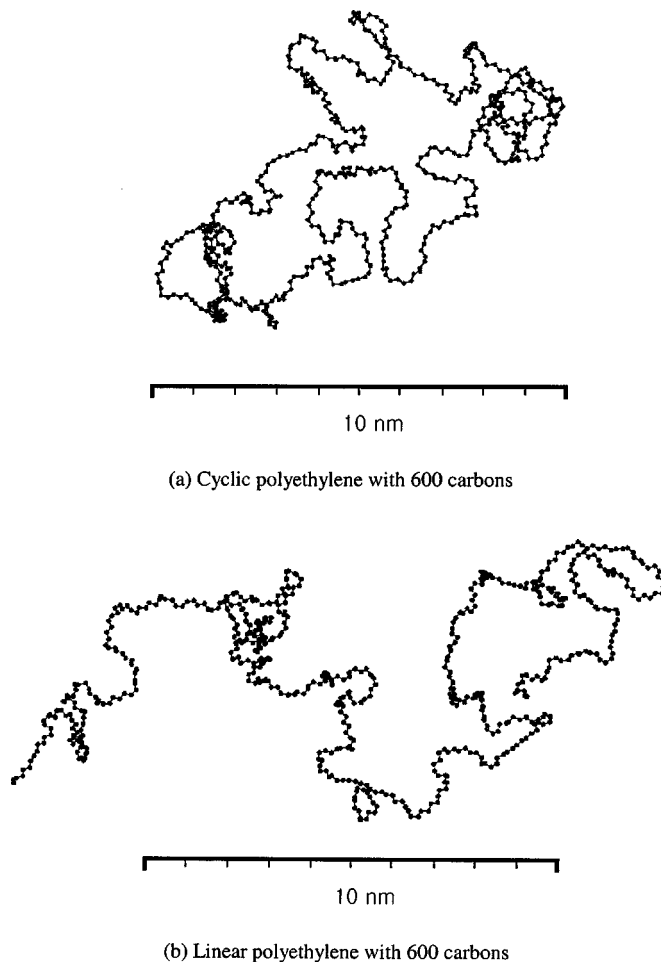 10 nm
(a) Cyclic polyethylene with 600 carbons
10 nm
(b) Linear polyethylene with 600 carbons